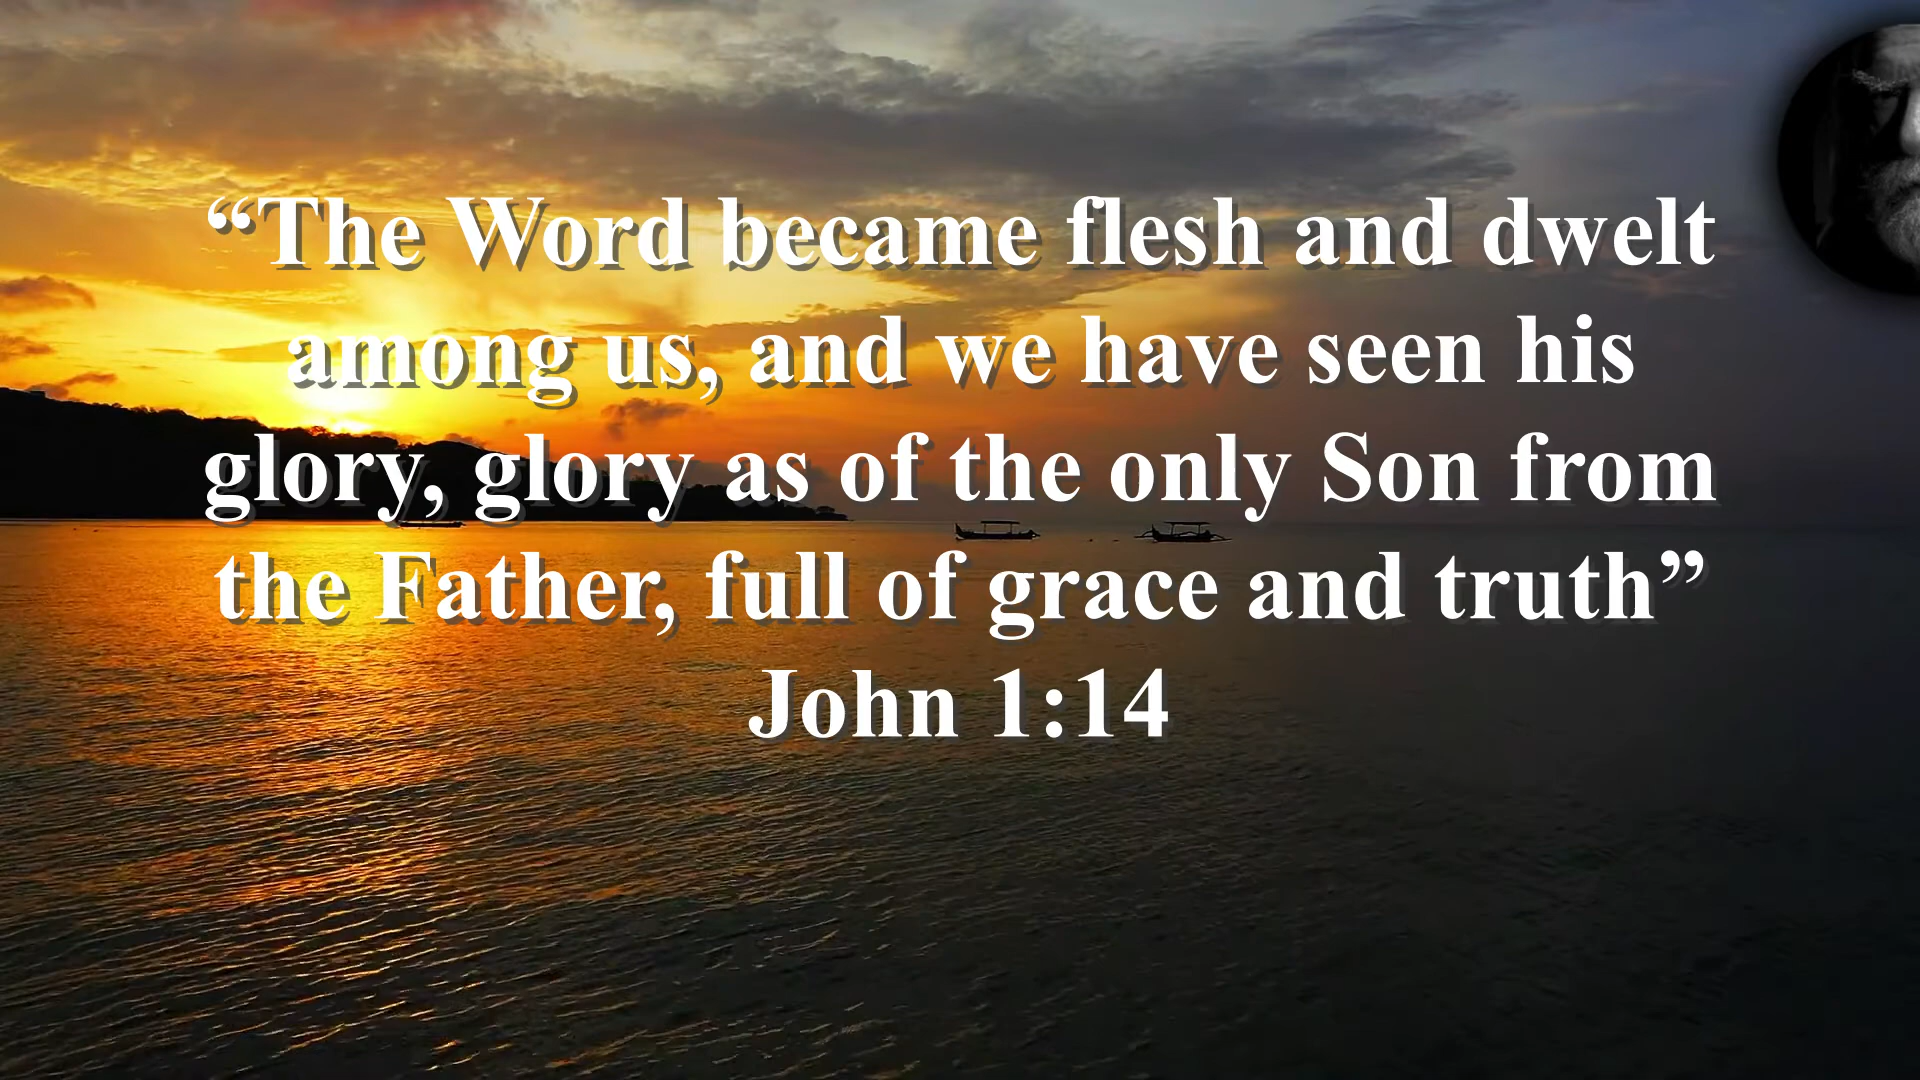 “The Word became flesh and dwelt
among us, and we have seen his
glory, glory as of the only Son from
the Father, full of grace and truth”
John 1:14